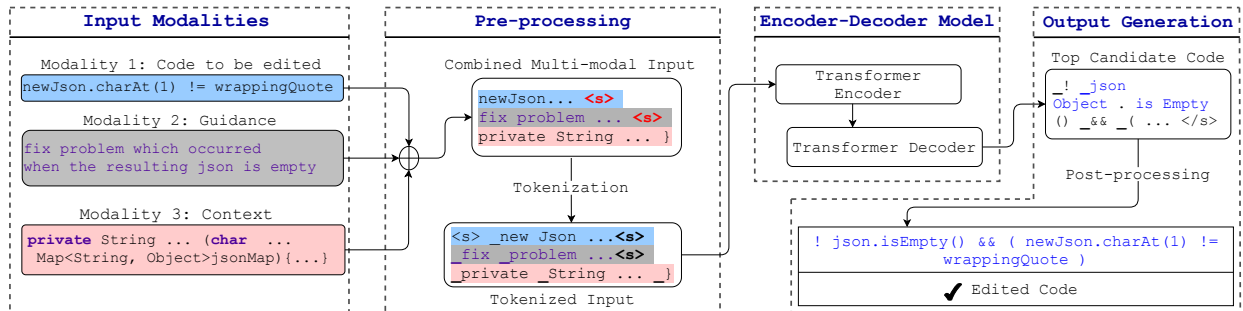 Input Modalities
Modality 1: Code to be edited
newJson.charAt(1) != wrappingQuote
Modality 2: Guidance
fix problem which occurred
when the resulting json is empty
Modality 3: Context
private String ... (char ...
Map<String, Object>jsonMap){...}
Pre-processing
Combined Multi-modal Input
newJson... <s>
fix problem ... <s>
private String ... }
Tokenization
<s> _new Json ...<s>
_fix _problem ...<s>
_private _String ... _}
Tokenized Input
Encoder-Decoder Model
Transformer
Encoder
Transformer Decoder
Output Generation
Top Candidate Code
_! _json
Object . is Empty
() _&& _( ... </s>
Post-processing
! json.isEmpty() && ( newJson.charAt(1) !=
wrappingQuote )
✔ Edited Code